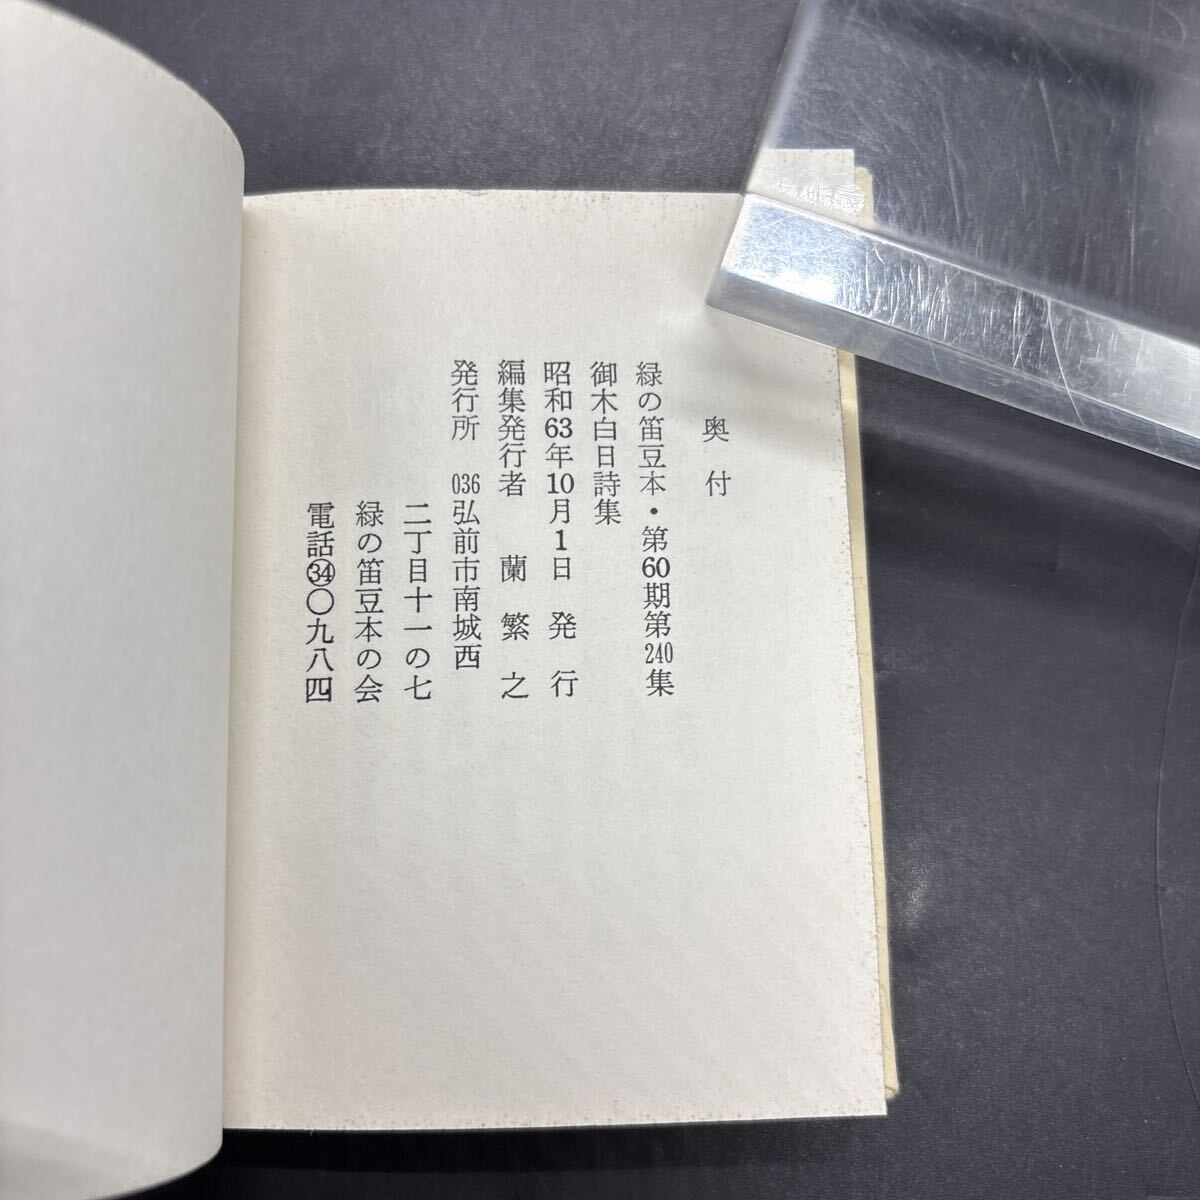 奥付
緑の笛豆本・第60期第240集
御木白日詩集
昭和63年10月1日 発行
編集発行者 蘭繁之
発行所 036弘前市南城西
二丁目十一の七
緑の笛豆本の会
電話㉞〇九八四